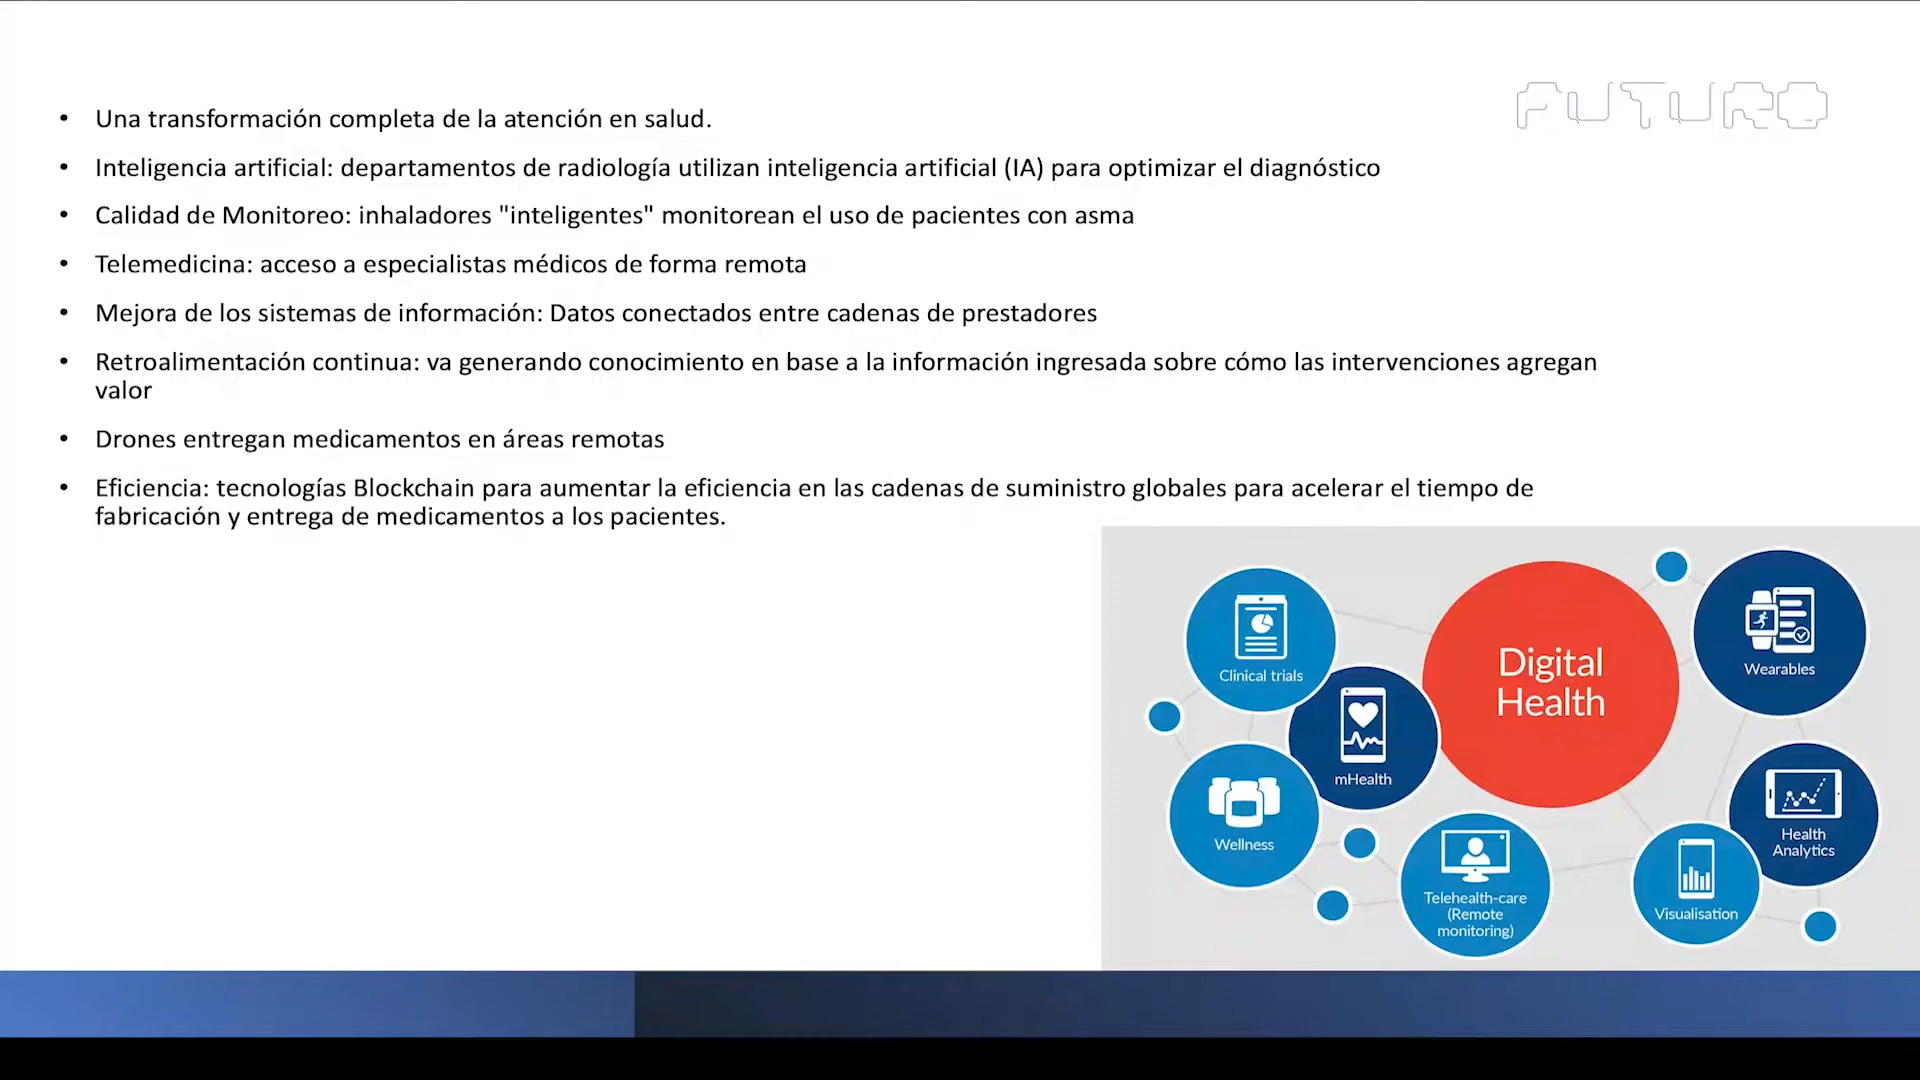 FUTURO
• Una transformación completa de la atención en salud.
• Inteligencia artificial: departamentos de radiología utilizan inteligencia artificial (IA) para optimizar el diagnóstico
• Calidad de Monitoreo: inhaladores "inteligentes" monitorean el uso de pacientes con asma
• Telemedicina: acceso a especialistas médicos de forma remota
• Mejora de los sistemas de información: Datos conectados entre cadenas de prestadores
• Retroalimentación continua: va generando conocimiento en base a la información ingresada sobre cómo las intervenciones agregan
valor
• Drones entregan medicamentos en áreas remotas
• Eficiencia: tecnologías Blockchain para aumentar la eficiencia en las cadenas de suministro globales para acelerar el tiempo de
fabricación y entrega de medicamentos a los pacientes.
Clinical trials
Digital
Health
Wearables
mHealth
Wellness
Health
Analytics
Telehealth-care
(Remote
monitoring)
Visualisation